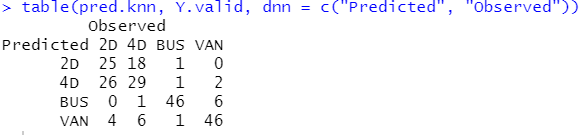 > table(pred.knn, Y.valid, dnn = c("Predicted", "Observed"))
Observed
Predicted 2D 4D BUS VAN
2D 25 18 1 0
4D 26 29 1 2
BUS 0 1 46 6
VAN 4 6 1 46